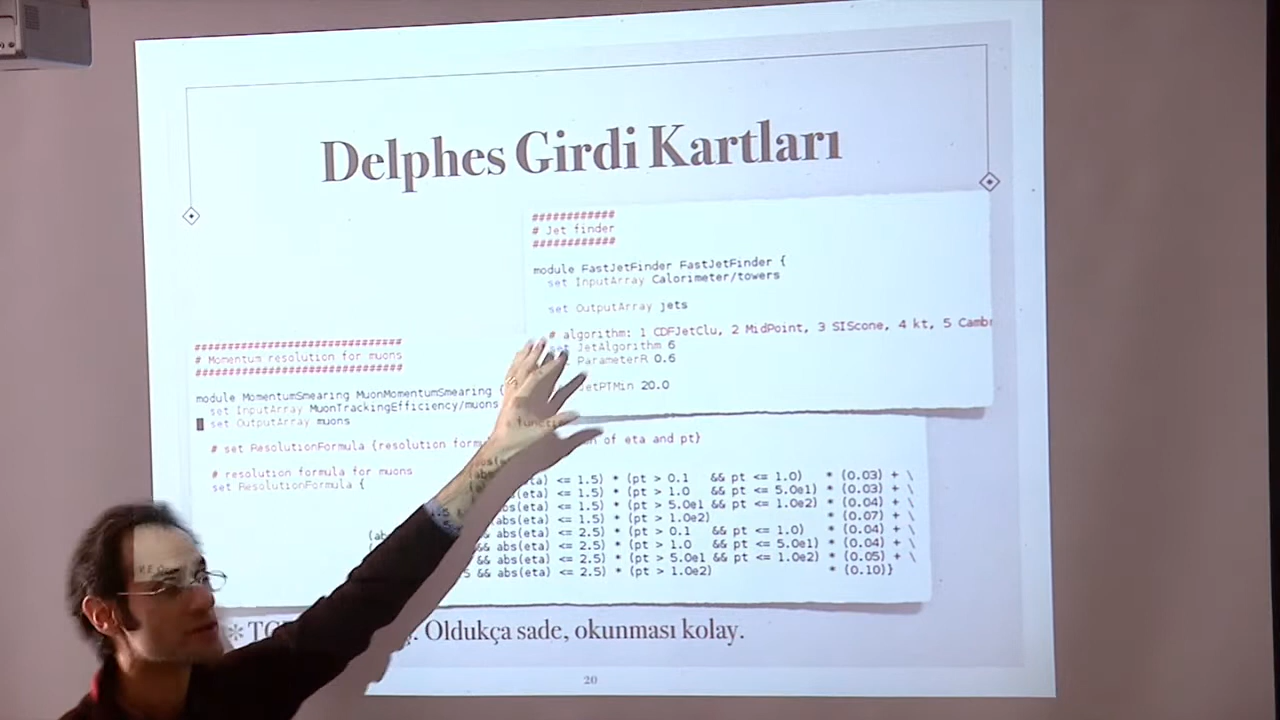 Delphes Girdi Kartları
############
# Jet finder
############
module FastJetFinder FastJetFinder {
set InputArray Calorimeter/towers
set OutputArray jets
# algorithm: 1 CDFJetClu, 2 MidPoint, 3 SIScone, 4 kt, 5 Cambr
set JetAlgorithm 6
ParameterR 0.6
JetPTMin 20.0
###############################
# Momentum resolution for muons
###############################
module MomentumSmearing MuonMomentumSmearing {
set InputArray MuonTrackingEfficiency/muons
set OutputArray muons
# set ResolutionFormula {resolution formu of eta and pt}
# resolution formula for muons
set ResolutionFormula {
<= 1.5) * (pt > 0.1 && pt <= 1.0) * (0.03) + \
<= 1.5) * (pt > 1.0 && pt <= 5.0e1) * (0.03) + \
bs(eta) <= 1.5) * (pt > 5.0e1 && pt <= 1.0e2) * (0.04) + \
abs(eta) <= 1.5) * (pt > 1.0e2) * (0.07) + \
abs(eta) <= 2.5) * (pt > 0.1 && pt <= 1.0) * (0.04) + \
& abs(eta) <= 2.5) * (pt > 1.0 && pt <= 5.0e1) * (0.04) + \
&& abs(eta) <= 2.5) * (pt > 5.0e1 && pt <= 1.0e2) * (0.05) + \
5 && abs(eta) <= 2.5) * (pt > 1.0e2) * (0.10)}
Oldukça sade, okunması kolay.
20